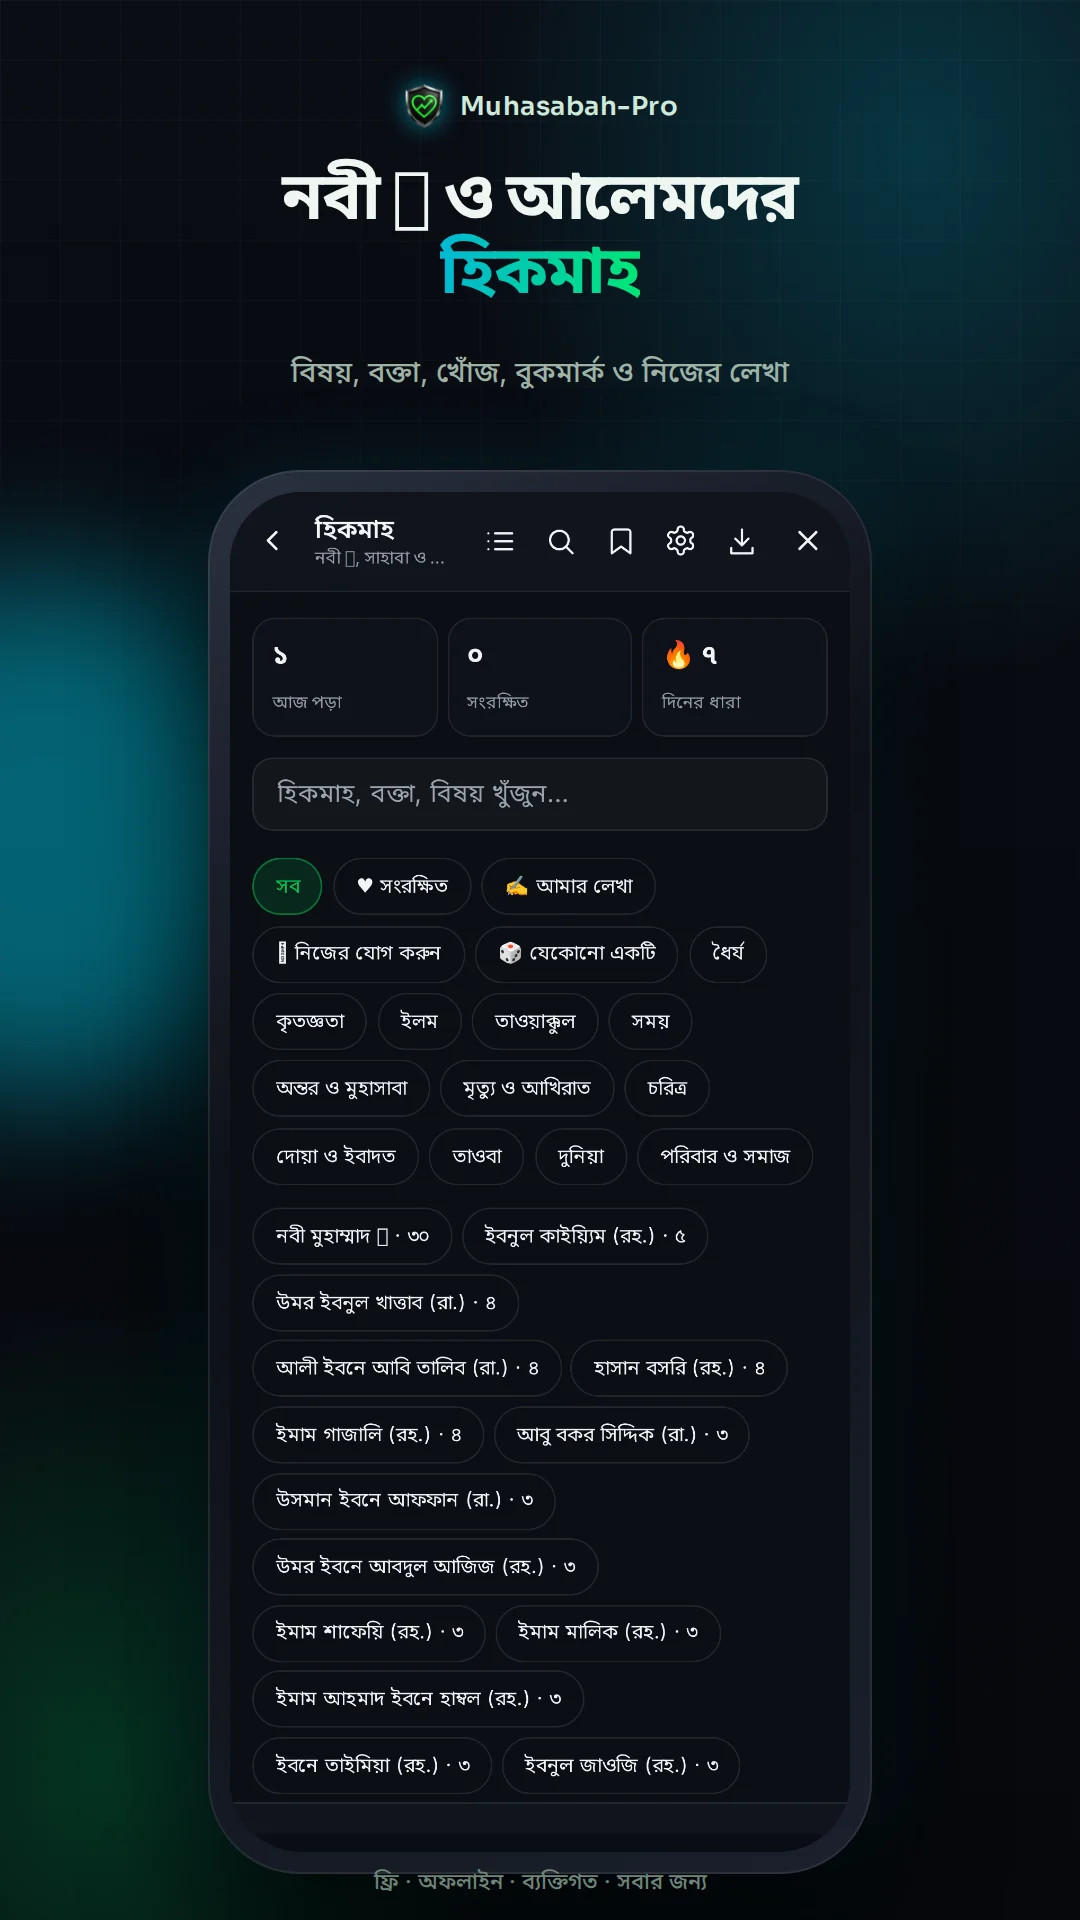 Muhasabah-Pro
নবী ও আলেমদের
হিকমাহ
বিষয়, বক্তা, খোঁজ, বুকমার্ক ও নিজের লেখা
হিকমাহ
নবী , সাহাবা ও ...
১
আজ পড়া
০
সংরক্ষিত
🔥 ৭
দিনের ধারা
হিকমাহ, বক্তা, বিষয় খুঁজুন...
সব
♥ সংরক্ষিত
✍️ আমার লেখা
নিজের যোগ করুন
🎲 যেকোনো একটি
ধৈর্য
কৃতজ্ঞতা
ইলম
তাওয়াক্কুল
সময়
অন্তর ও মুহাসাবা
মৃত্যু ও আখিরাত
চরিত্র
দোয়া ও ইবাদত
তাওবা
দুনিয়া
পরিবার ও সমাজ
নবী মুহাম্মাদ · ৩০
ইবনুল কাইয়্যিম (রহ.) · ৫
উমর ইবনুল খাত্তাব (রা.) · ৪
আলী ইবনে আবি তালিব (রা.) · ৪
হাসান বসরি (রহ.) · ৪
ইমাম গাজালি (রহ.) · ৪
আবু বকর সিদ্দিক (রা.) · ৩
উসমান ইবনে আফফান (রা.) · ৩
উমর ইবনে আবদুল আজিজ (রহ.) · ৩
ইমাম শাফেয়ি (রহ.) · ৩
ইমাম মালিক (রহ.) · ৩
ইমাম আহমাদ ইবনে হাম্বল (রহ.) · ৩
ইবনে তাইমিয়া (রহ.) · ৩
ইবনুল জাওজি (রহ.) · ৩
ফ্রি · অফলাইন · ব্যক্তিগত · সবার জন্য